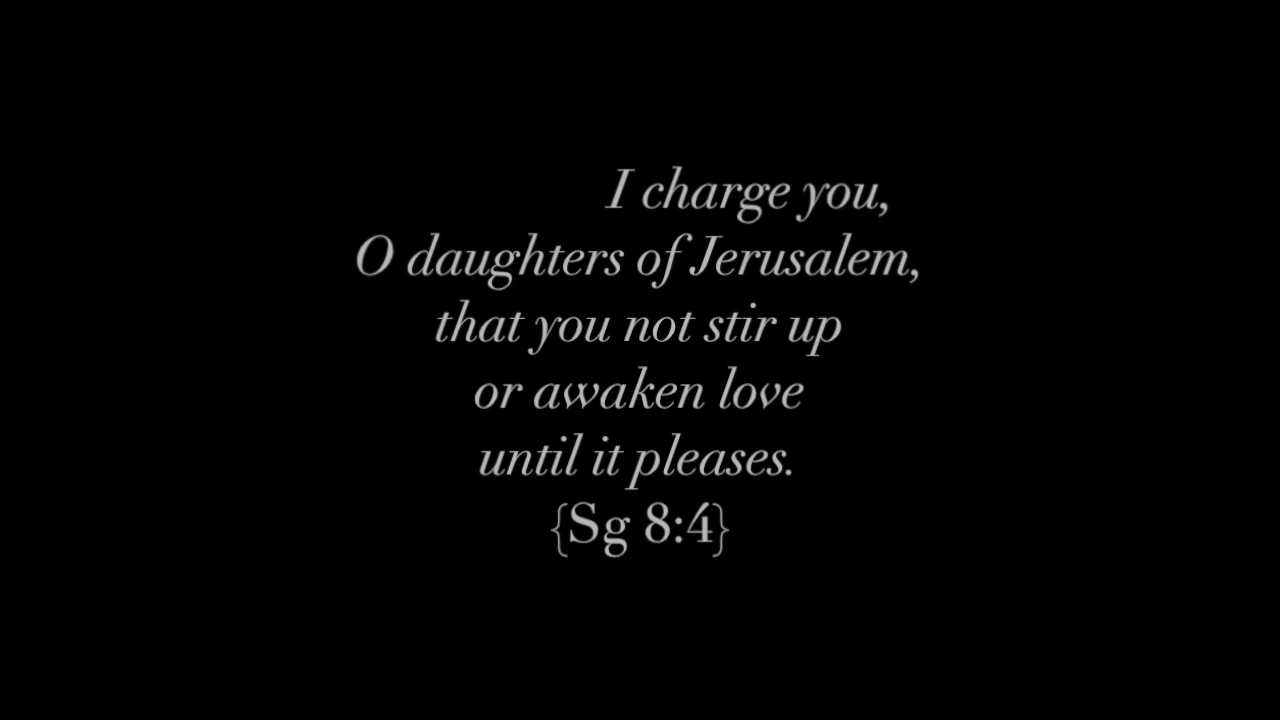 I charge you,
O daughters of Jerusalem,
that you not stir up
or awaken love
until it pleases.
{Sg 8:4}